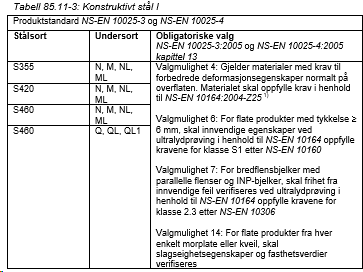 Tabell 85.11-3: Konstruktivt stål I
Produktstandard NS-EN 10025-3 og NS-EN 10025-4
Stålsort
Undersort
Obligatoriske valg
NS-EN 10025-3:2005 og NS-EN 10025-4:2005
kapittel 13
S355
N, M, NL,
ML
S420
N, M, NL,
ML
S460
N, M, NL,
ML
S460
Q, QL, QL1
Valgmulighet 4: Gjelder materialer med krav til
forbedrede deformasjonsegenskaper normalt på
overflaten. Materialet skal oppfylle krav i henhold
til NS-EN 10164:2004-Z25 1)
Valgmulighet 6: For flate produkter med tykkelse ≥
6 mm, skal innvendige egenskaper ved
ultralydprøving i henhold til NS-EN 10164 oppfylle
kravene for klasse S1 etter NS-EN 10160
Valgmulighet 7: For bredflensbjelker med
parallelle flenser og INP-bjelker, skal frihet fra
innvendige feil verifiseres ved ultralydprøving i
henhold til NS-EN 10164 oppfylle kravene for
klasse 2.3 etter NS-EN 10306
Valgmulighet 14: For flate produkter fra hver
enkelt morplate eller kveil, skal
slagseighetsegenskaper og fasthetsverdier
verifiseres